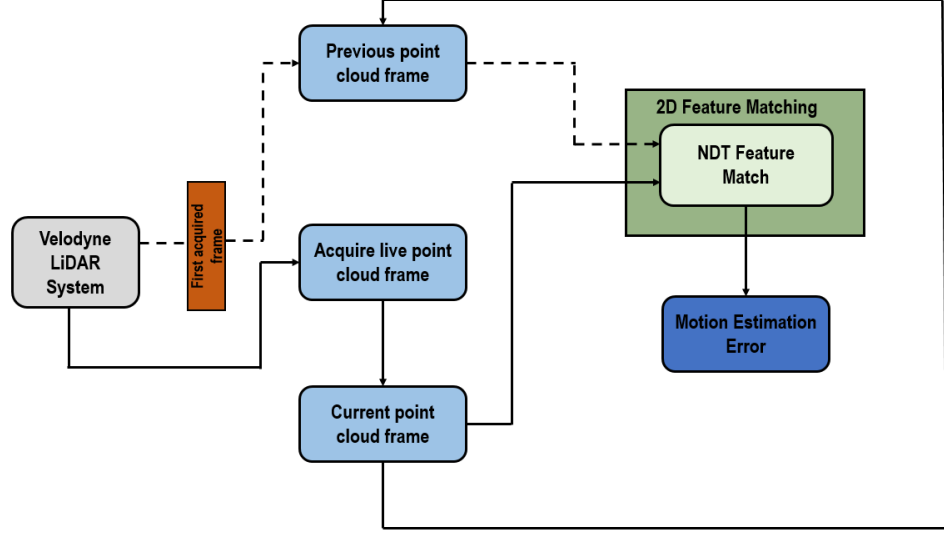 Previous point
cloud frame
2D Feature Matching
NDT Feature
Match
First acquired
frame
Velodyne
LiDAR
System
Acquire live point
cloud frame
Motion Estimation
Error
Current point
cloud frame